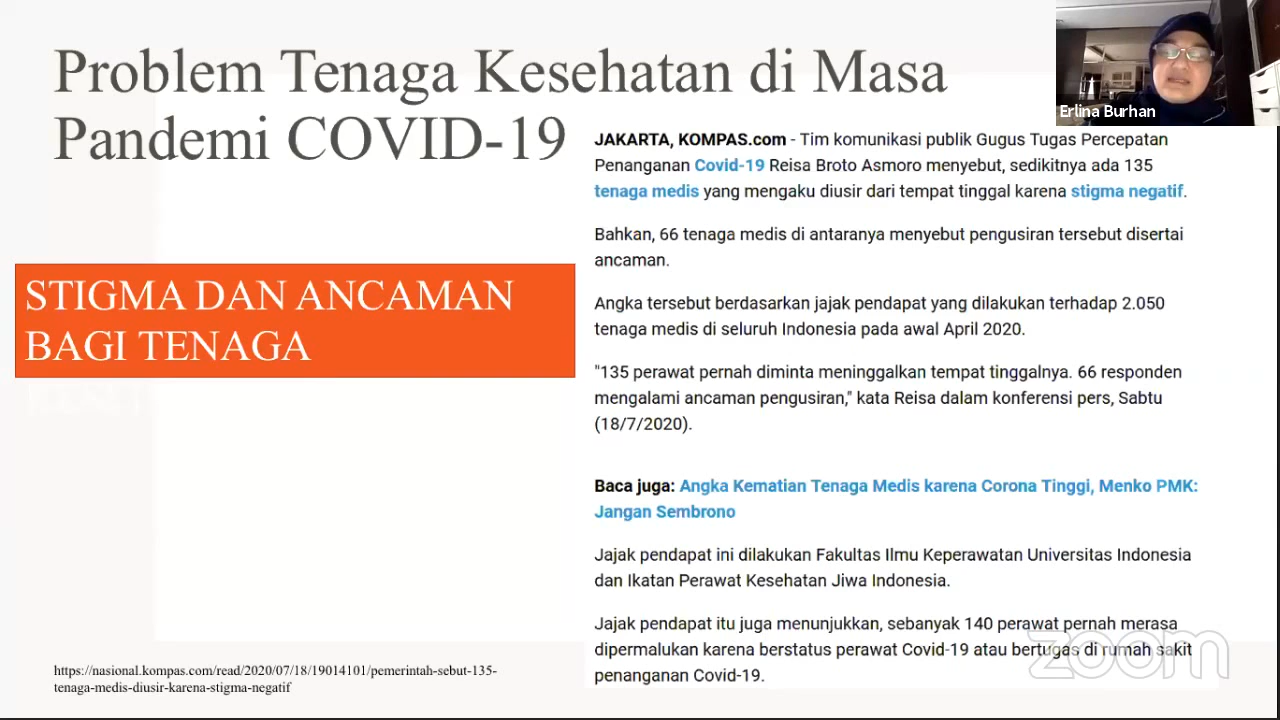 Problem Tenaga Kesehatan di Masa
Pandemi COVID-19
Erlina Burhan
JAKARTA, KOMPAS.com - Tim komunikasi publik Gugus Tugas Percepatan
Penanganan Covid-19 Reisa Broto Asmoro menyebut, sedikitnya ada 135
tenaga medis yang mengaku diusir dari tempat tinggal karena stigma negatif.
Bahkan, 66 tenaga medis di antaranya menyebut pengusiran tersebut disertai
ancaman.
Angka tersebut berdasarkan jajak pendapat yang dilakukan terhadap 2.050
tenaga medis di seluruh Indonesia pada awal April 2020.
"135 perawat pernah diminta meninggalkan tempat tinggalnya. 66 responden
mengalami ancaman pengusiran," kata Reisa dalam konferensi pers, Sabtu
(18/7/2020).
Baca juga: Angka Kematian Tenaga Medis karena Corona Tinggi, Menko PMK:
Jangan Sembrono
Jajak pendapat ini dilakukan Fakultas Ilmu Keperawatan Universitas Indonesia
dan Ikatan Perawat Kesehatan Jiwa Indonesia.
Jajak pendapat itu juga menunjukkan, sebanyak 140 perawat pernah merasa
dipermalukan karena berstatus perawat Covid-19 atau bertugas di rumah sakit
penanganan Covid-19.
STIGMA DAN ANCAMAN
BAGI TENAGA
https://nasional.kompas.com/read/2020/07/18/19014101/pemerintah-sebut-135-
tenaga-medis-diusir-karena-stigma-negatif
zoom